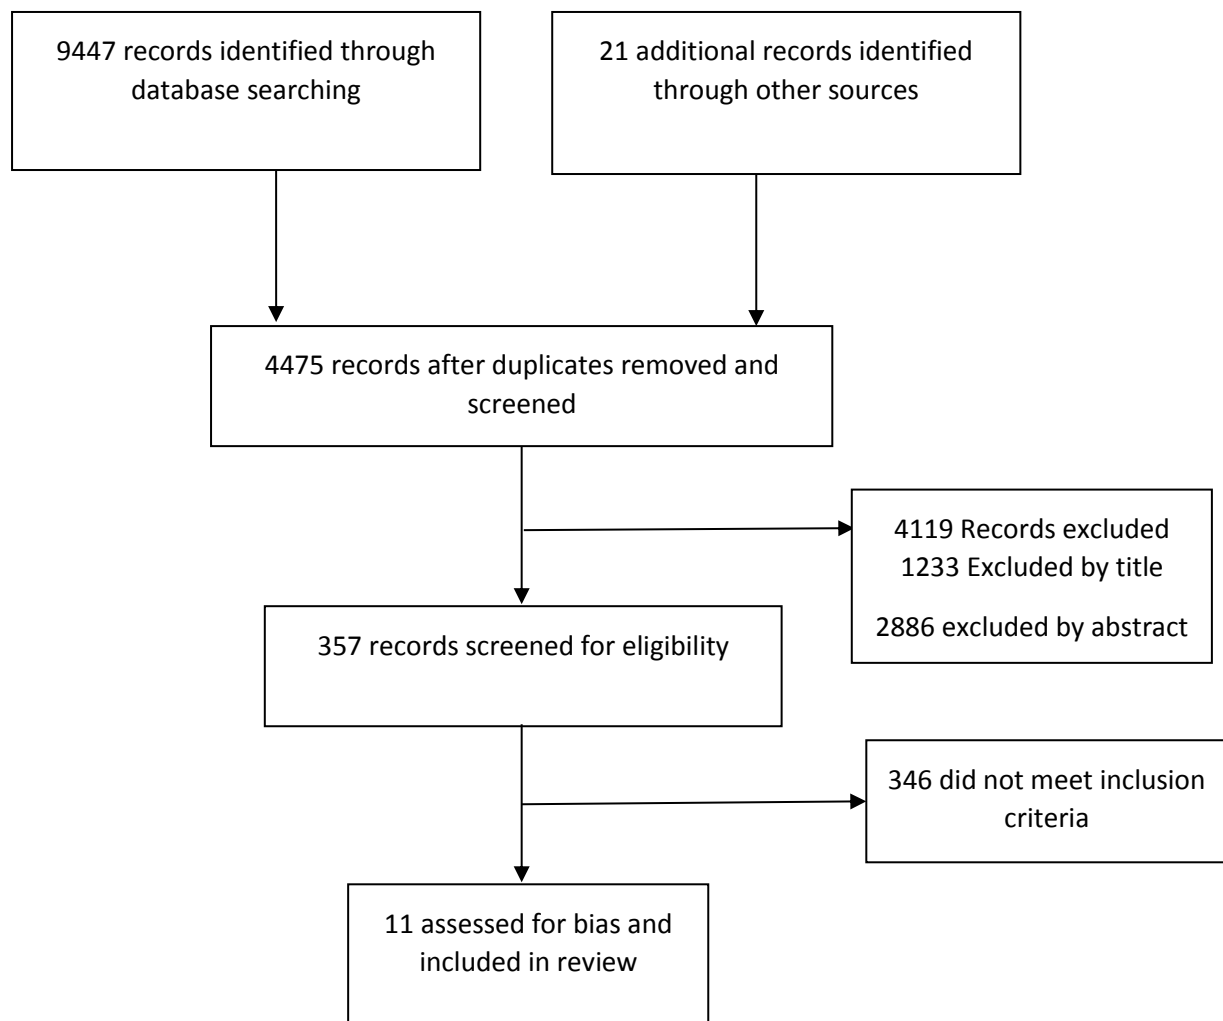 9447 records identified through
database searching
21 additional records identified
through other sources
4475 records after duplicates removed and
screened
4119 Records excluded
1233 Excluded by title
2886 excluded by abstract
357 records screened for eligibility
346 did not meet inclusion
criteria
11 assessed for bias and
included in review